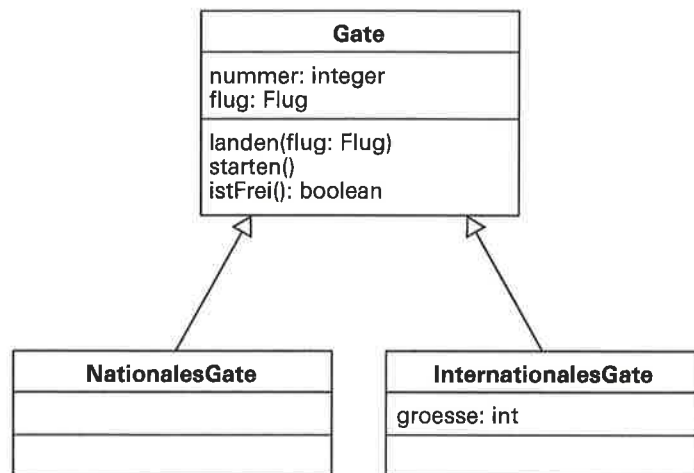 Gate
nummer: integer
flug: Flug
landen(flug: Flug)
starten()
istFrei(): boolean
NationalesGate
InternationalesGate
groesse: int